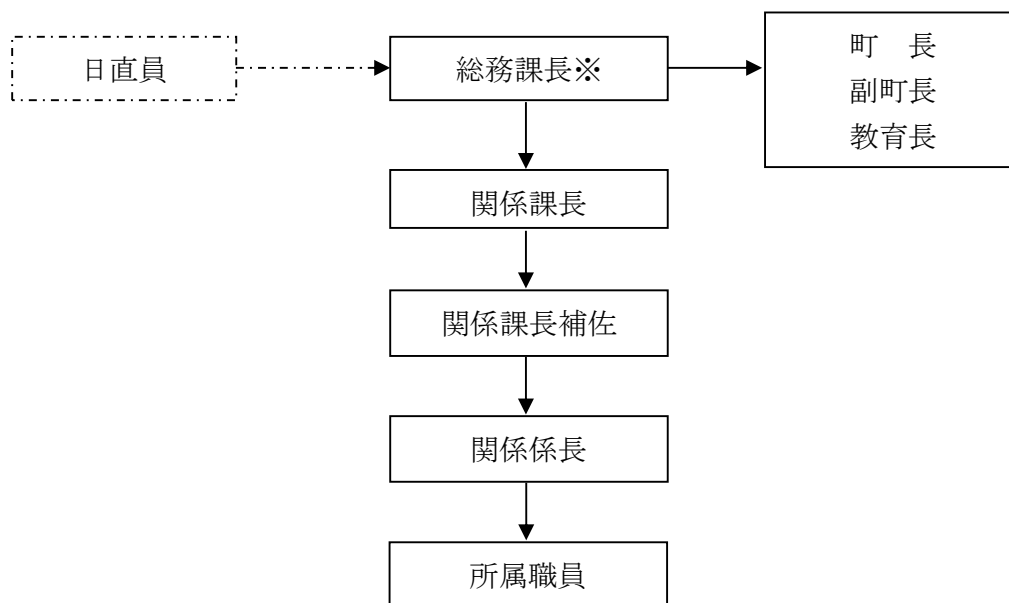 日直員
総務課長※
町　長
副町長
教育長
関係課長
関係課長補佐
関係係長
所属職員